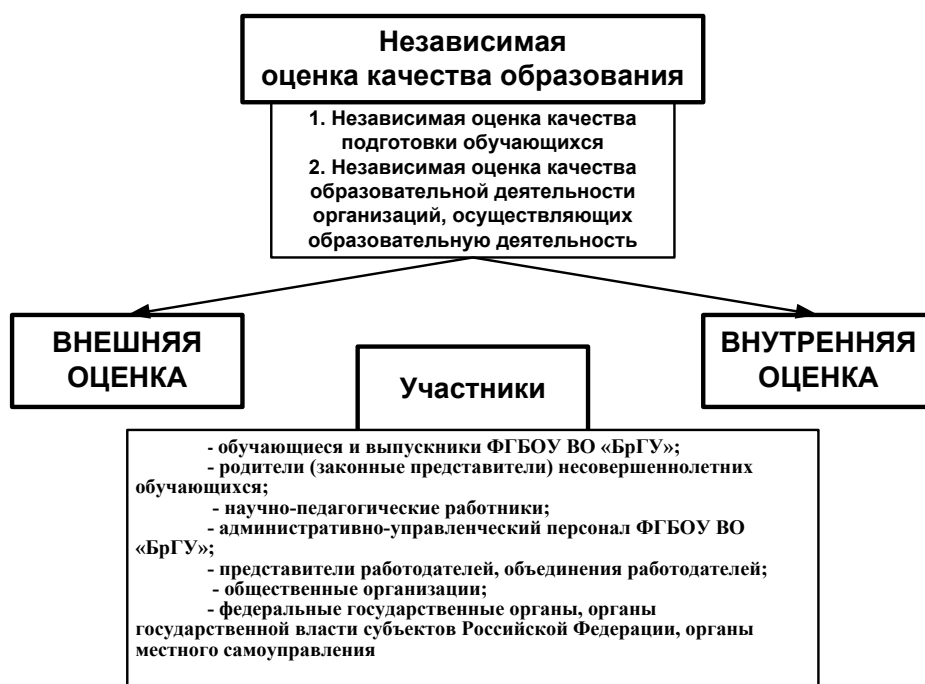 Независимая
оценка качества образования
1. Независимая оценка качества
подготовки обучающихся
2. Независимая оценка качества
образовательной деятельности
организаций, осуществляющих
образовательную деятельность
ВНЕШНЯЯ
ОЦЕНКА
ВНУТРЕННЯЯ
ОЦЕНКА
Участники
- обучающиеся и выпускники ФГБОУ ВО «БрГУ»;
- родители (законные представители) несовершеннолетних
обучающихся;
- научно-педагогические работники;
- административно-управленческий персонал ФГБОУ ВО
«БрГУ»;
- представители работодателей, объединения работодателей;
- общественные организации;
- федеральные государственные органы, органы
государственной власти субъектов Российской Федерации, органы
местного самоуправления